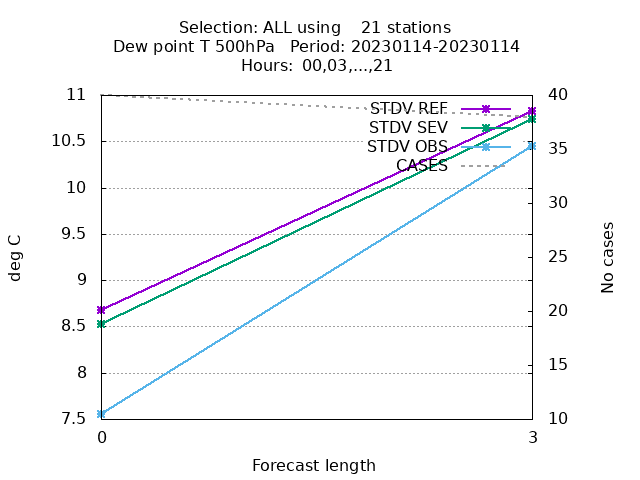 Selection: ALL using    21 stations
Dew point T 500hPa   Period: 20230114-20230114
Hours:  00,03,...,21
11
10.5
10
9.5
9
8.5
8
7.5
deg C
40
35
30
25
20
15
10
No cases
STDV REF
STDV SEV
STDV OBS
CASES
0
3
Forecast length